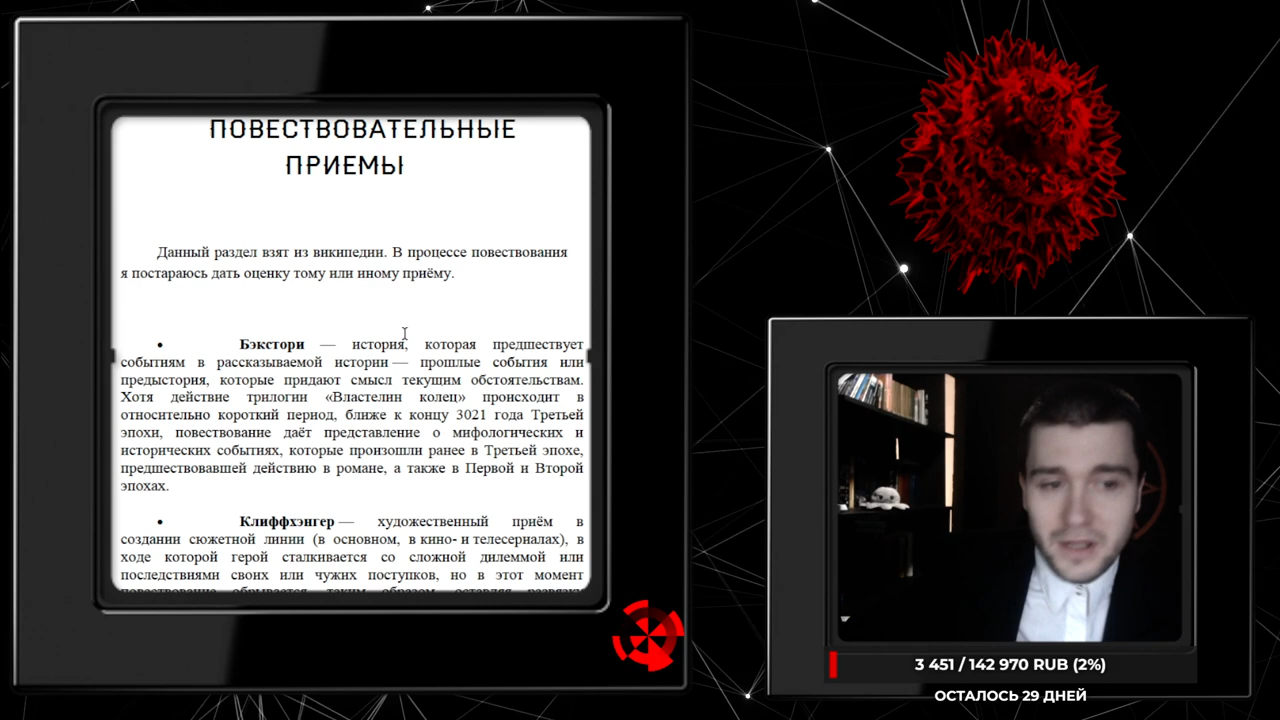 ПОВЕСТВОВАТЕЛЬНЫЕ
ПРИЕМЫ
Данный раздел взят из википедии. В процессе повествования
я постараюсь дать оценку тому или иному приёму.
• Бэкстори — история, которая предшествует
событиям в рассказываемой истории — прошлые события или
предыстория, которые придают смысл текущим обстоятельствам.
Хотя действие трилогии «Властелин колец» происходит в
относительно короткий период, ближе к концу 3021 года Третьей
эпохи, повествование даёт представление о мифологических и
исторических событиях, которые произошли ранее в Третьей эпохе,
предшествовавшей действию в романе, а также в Первой и Второй
эпохах.
• Клиффхэнгер — художественный приём в
создании сюжетной линии (в основном, в кино- и телесериалах), в
ходе которой герой сталкивается со сложной дилеммой или
последствиями своих или чужих поступков, но в этот момент
3 451 / 142 970 RUB (2%)
ОСТАЛОСЬ 29 ДНЕЙ